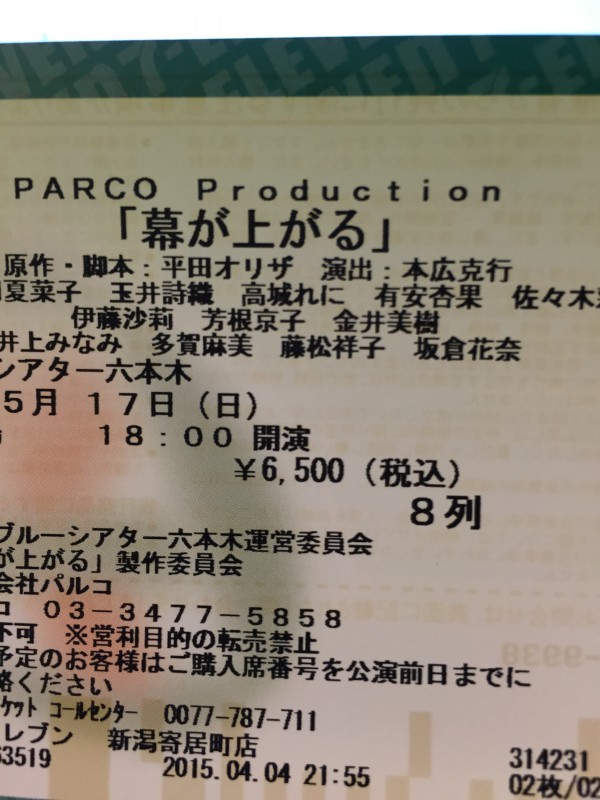 PARCO Production
「幕が上がる」
原作・脚本：平田オリザ 演出：本広克行
夏菜子 玉井詩織 高城れに 有安杏果 佐々木
伊藤沙莉 芳根京子 金井美樹
井上みなみ 多賀麻美 藤松祥子 坂倉花奈
シアター六本木
5月 17日（日）
18：00 開演
￥6,500（税込）
8列
ブルーシアター六本木運営委員会
が上がる」製作委員会
会社パルコ
コ 03－3477－5858
不可 ※営利目的の転売禁止
予定のお客様はご購入席番号を公演前日までに
絡ください
ケット コールセンター 0077-787-711
レブン 新潟寄居町店
63519 2015.04.04 21:55 314231
02枚/02